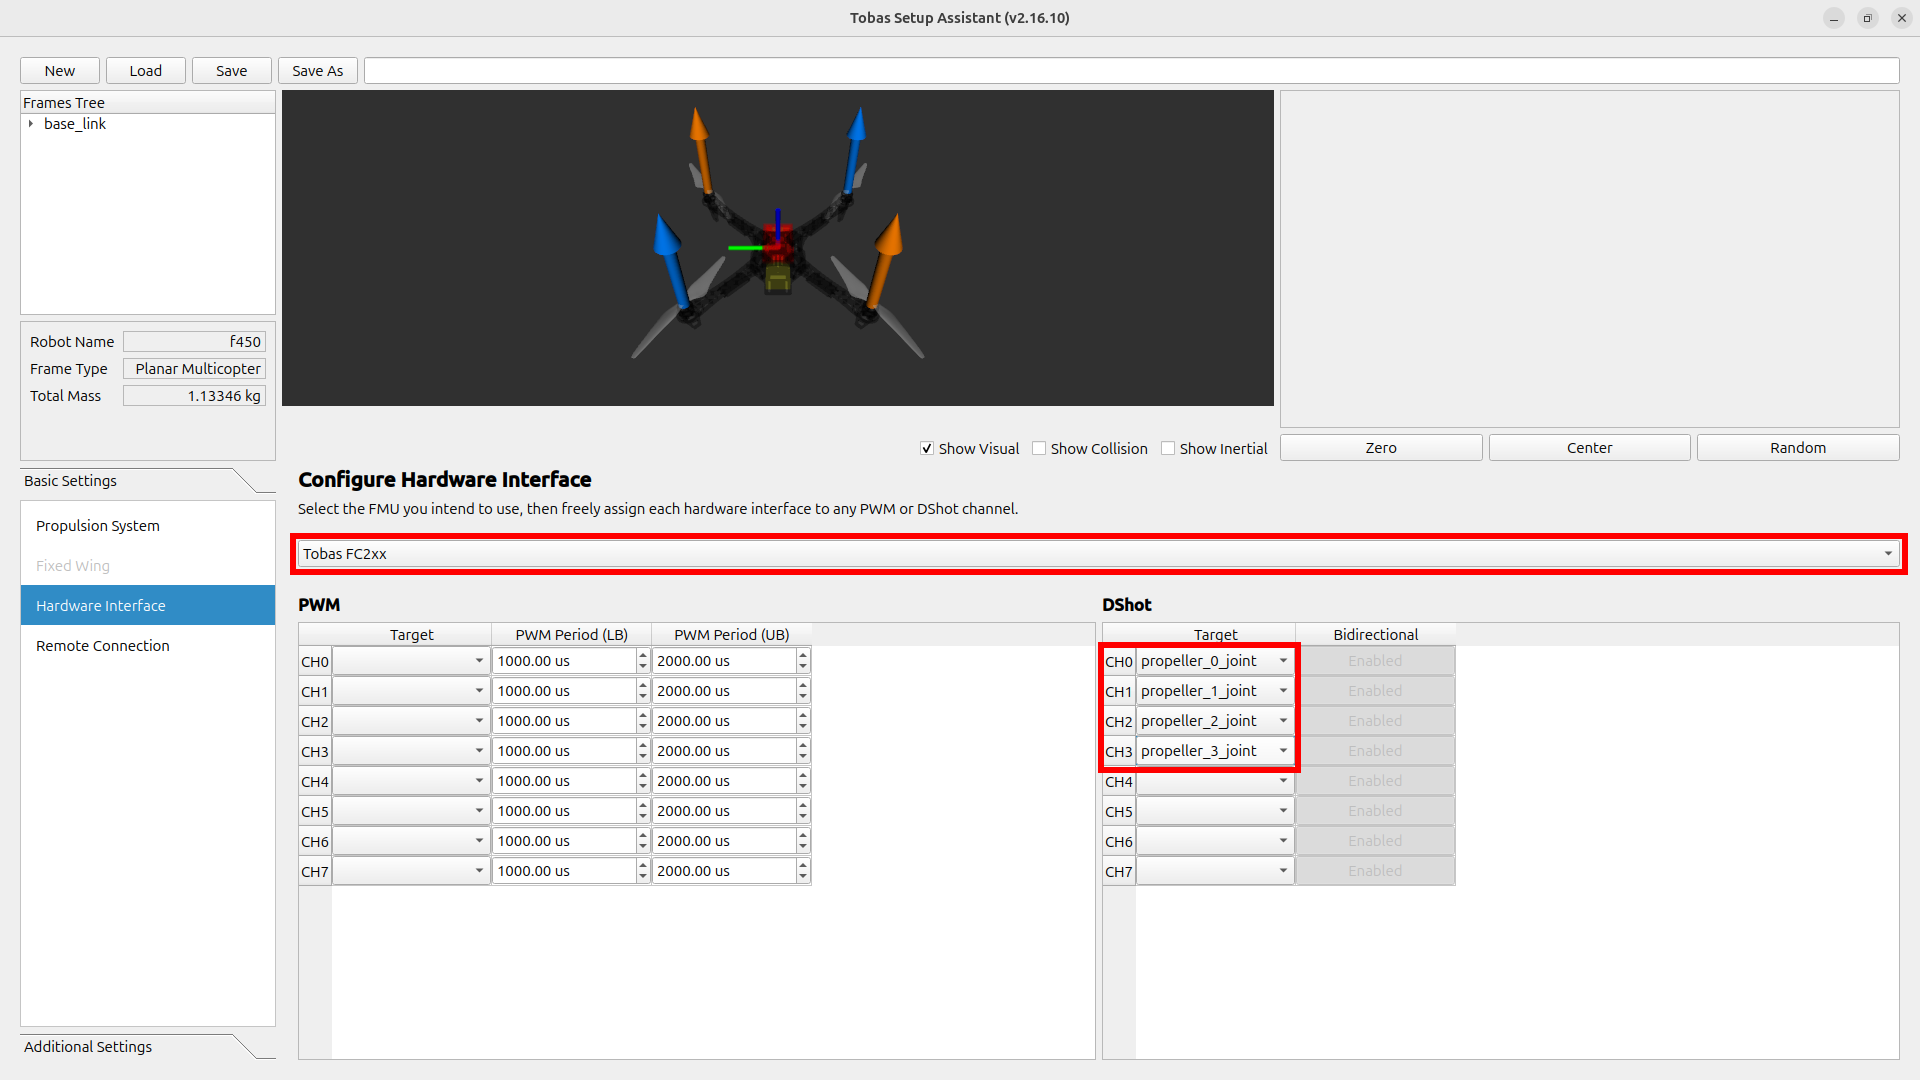 Tobas Setup Assistant (v2.16.10)
New Load Save Save As
Frames Tree
base_link
Robot Name f450
Frame Type Planar Multicopter
Total Mass 1.13346 kg
Show Visual Show Collision Show Inertial Zero Center Random
Basic Settings
Propulsion System
Fixed Wing
Hardware Interface
Remote Connection
Additional Settings
Configure Hardware Interface
Select the FMU you intend to use, then freely assign each hardware interface to any PWM or DShot channel.
Tobas FC2xx
PWM
Target PWM Period (LB) PWM Period (UB)
CH0 1000.00 us 2000.00 us
CH1 1000.00 us 2000.00 us
CH2 1000.00 us 2000.00 us
CH3 1000.00 us 2000.00 us
CH4 1000.00 us 2000.00 us
CH5 1000.00 us 2000.00 us
CH6 1000.00 us 2000.00 us
CH7 1000.00 us 2000.00 us
DShot
Target Bidirectional
CH0 propeller_0_joint Enabled
CH1 propeller_1_joint Enabled
CH2 propeller_2_joint Enabled
CH3 propeller_3_joint Enabled
CH4 Enabled
CH5 Enabled
CH6 Enabled
CH7 Enabled